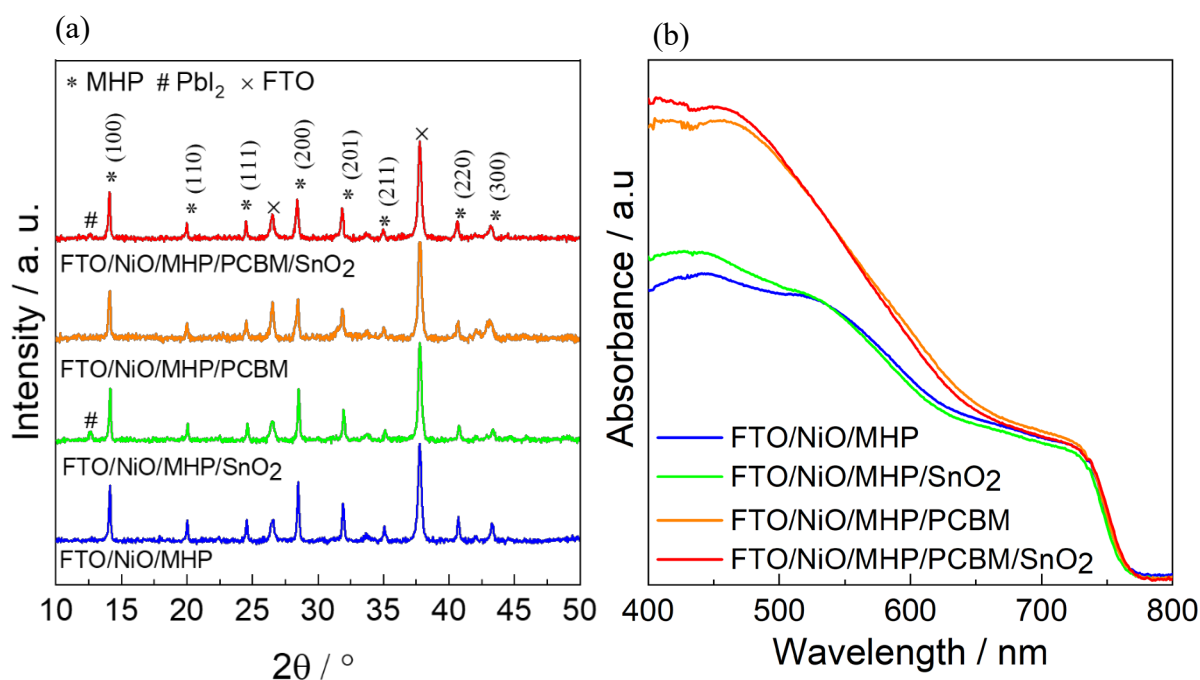 (a)
* MHP # PbI₂ × FTO
* (100)
* (110)
* (111)
* (200)
* (201)
* (211)
* (220)
* (300)
#
×
×
FTO/NiO/MHP/PCBM/SnO₂
FTO/NiO/MHP/PCBM
#
FTO/NiO/MHP/SnO₂
FTO/NiO/MHP
Intensity / a. u.
10 15 20 25 30 35 40 45 50
2θ / °
(b)
Absorbance / a.u
FTO/NiO/MHP
FTO/NiO/MHP/SnO₂
FTO/NiO/MHP/PCBM
FTO/NiO/MHP/PCBM/SnO₂
400 500 600 700 800
Wavelength / nm